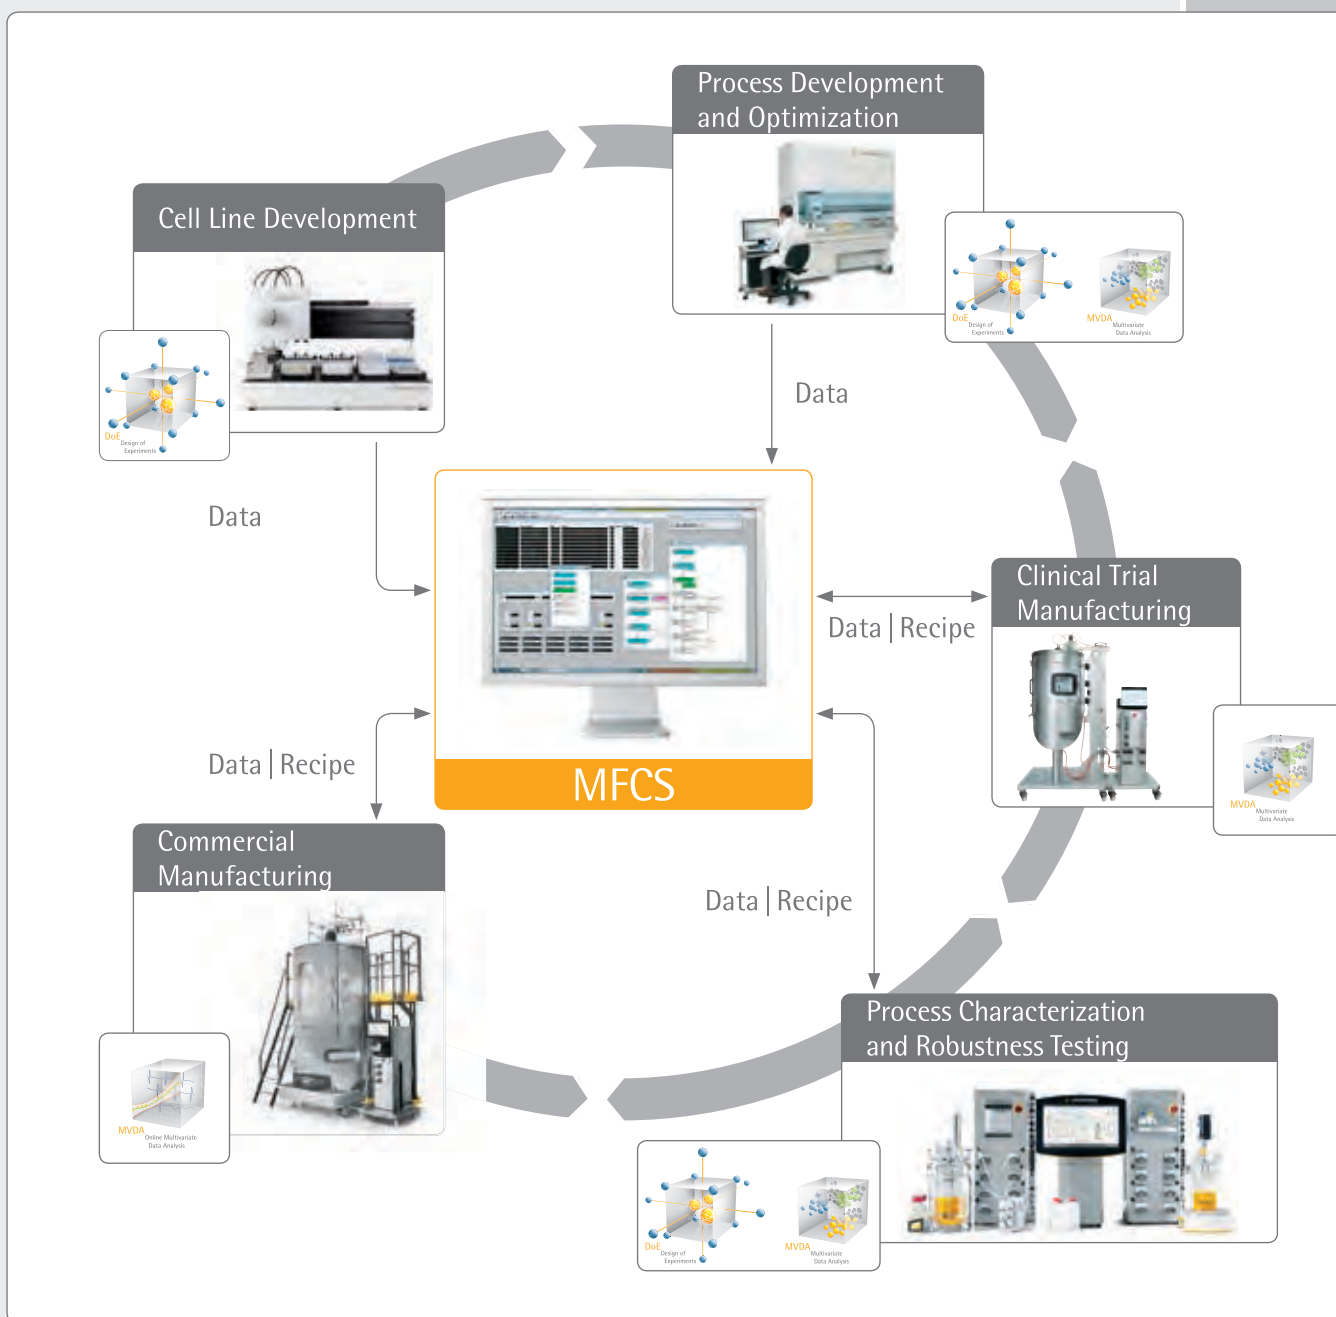 Process Development
and Optimization
Cell Line Development
DoE
Design of
Experiments
MVDA
Multivariate
Data Analysis
DoE
Design of
Experiments
Data
Data
Clinical Trial
Manufacturing
Data | Recipe
MVDA
Multivariate
Data Analysis
Data | Recipe
MFCS
Commercial
Manufacturing
Data | Recipe
Process Characterization
and Robustness Testing
MVDA
Online Multivariate
Data Analysis
DoE
Design of
Experiments
MVDA
Multivariate
Data Analysis